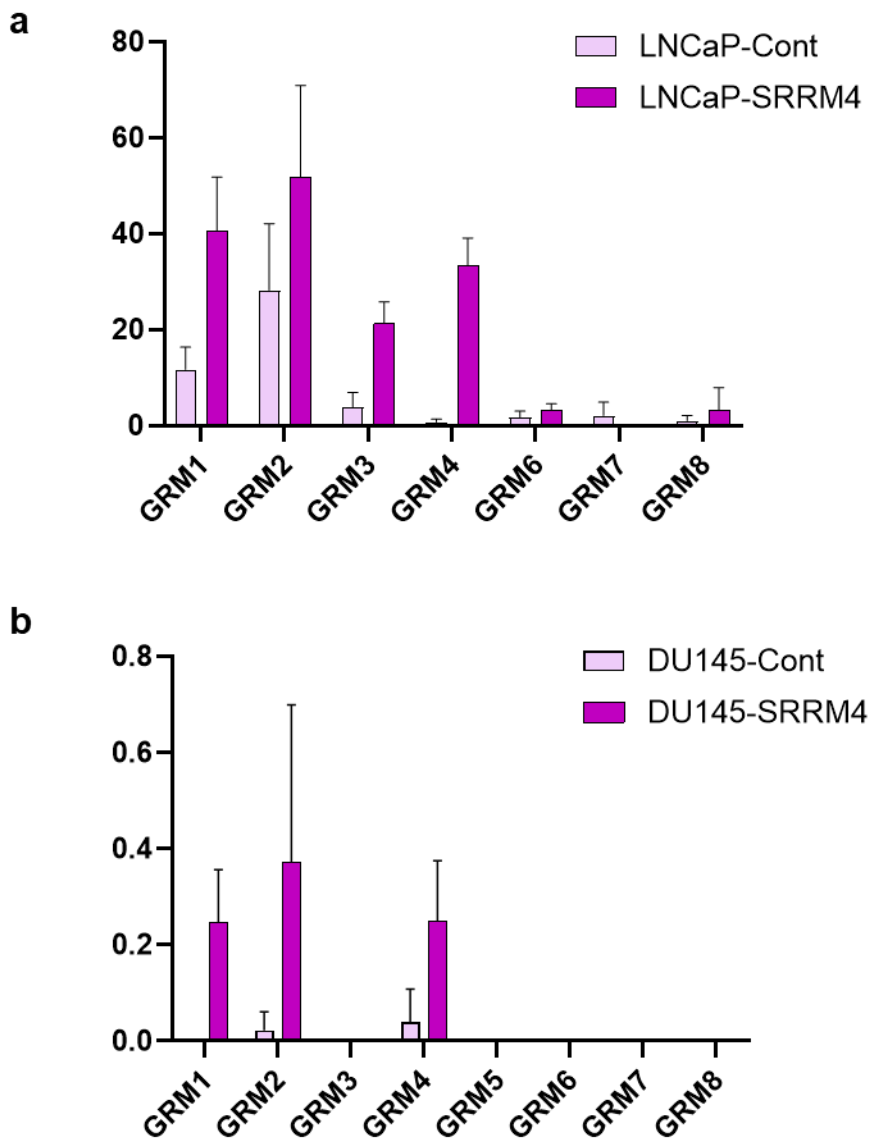 a
80
60
40
20
0
LNCaP-Cont
LNCaP-SRRM4
GRM1 GRM2 GRM3 GRM4 GRM6 GRM7 GRM8
b
0.8
0.6
0.4
0.2
0.0
DU145-Cont
DU145-SRRM4
GRM1 GRM2 GRM3 GRM4 GRM5 GRM6 GRM7 GRM8